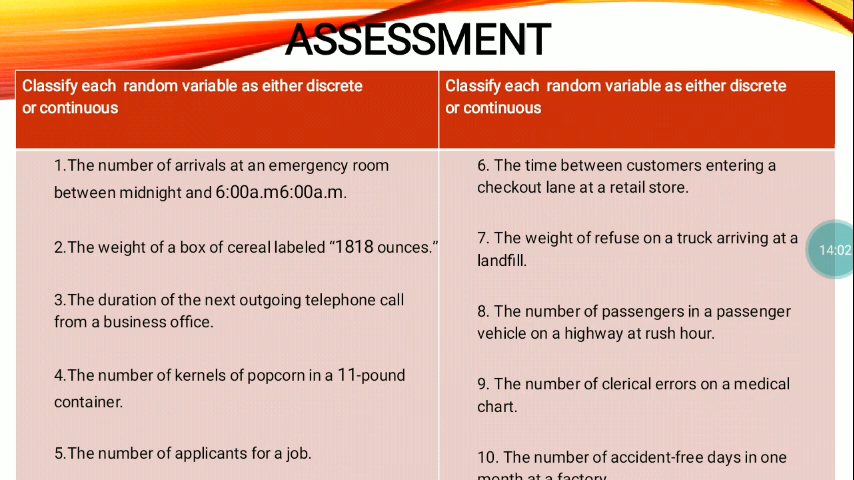 ASSESSMENT
Classify each random variable as either discrete
or continuous
1.The number of arrivals at an emergency room
between midnight and 6:00a.m6:00a.m.
2.The weight of a box of cereal labeled “1818 ounces.”
3.The duration of the next outgoing telephone call
from a business office.
4.The number of kernels of popcorn in a 11-pound
container.
5.The number of applicants for a job.
Classify each random variable as either discrete
or continuous
6. The time between customers entering a
checkout lane at a retail store.
7. The weight of refuse on a truck arriving at a
landfill.
8. The number of passengers in a passenger
vehicle on a highway at rush hour.
9. The number of clerical errors on a medical
chart.
10. The number of accident-free days in one
month at a factory
14:02